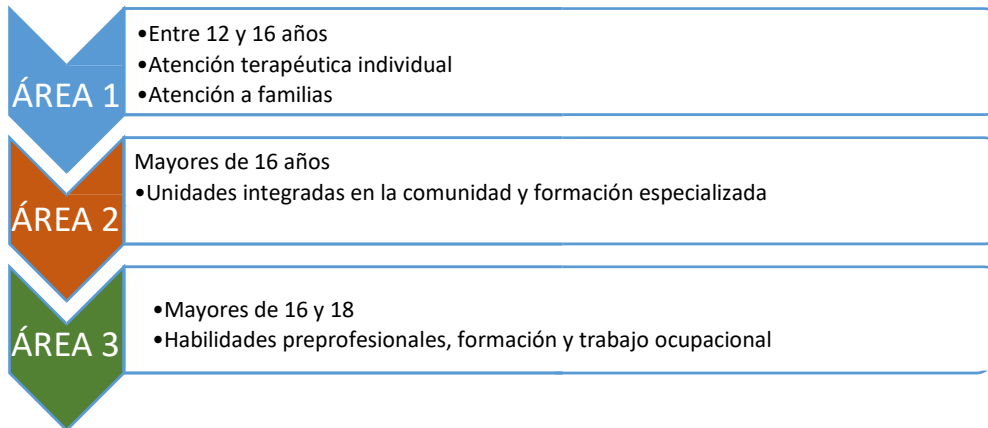 ÁREA 1
•Entre 12 y 16 años
•Atención terapéutica individual
•Atención a familias
ÁREA 2
Mayores de 16 años
•Unidades integradas en la comunidad y formación especializada
ÁREA 3
•Mayores de 16 y 18
•Habilidades preprofesionales, formación y trabajo ocupacional